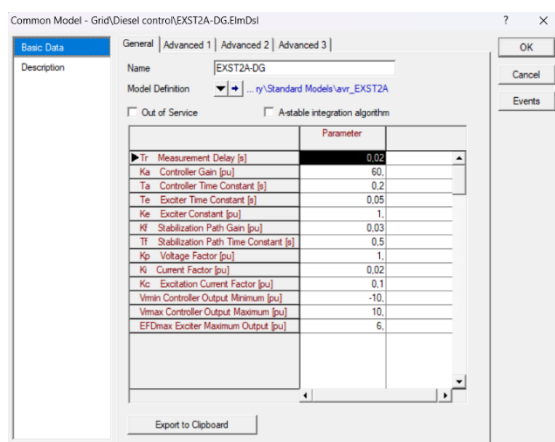 Common Model - Grid\Diesel control\EXST2A-DG.ElmDsl ? ×
Basic Data
Description
General Advanced 1 Advanced 2 Advanced 3
OK
Cancel
Events
Name EXST2A-DG
Model Definition ... ry\Standard Models\avr_EXST2A
Out of Service A-stable integration algorithm
Parameter
Tr Measurement Delay [s] 0,02
Ka Controller Gain [pu] 60,
Ta Controller Time Constant [s] 0,2
Te Exciter Time Constant [s] 0,05
Ke Exciter Constant [pu] 1,
Kf Stabilization Path Gain [pu] 0,03
Tf Stabilization Path Time Constant [s] 0,5
Kp Voltage Factor [pu] 1,
Ki Current Factor [pu] 0,02
Kc Excitation Current Factor [pu] 0,1
Vrmin Controller Output Minimum [pu] -10,
Vrmax Controller Output Maximum [pu] 10,
EFDmax Exciter Maximum Output [pu] 6,
Export to Clipboard